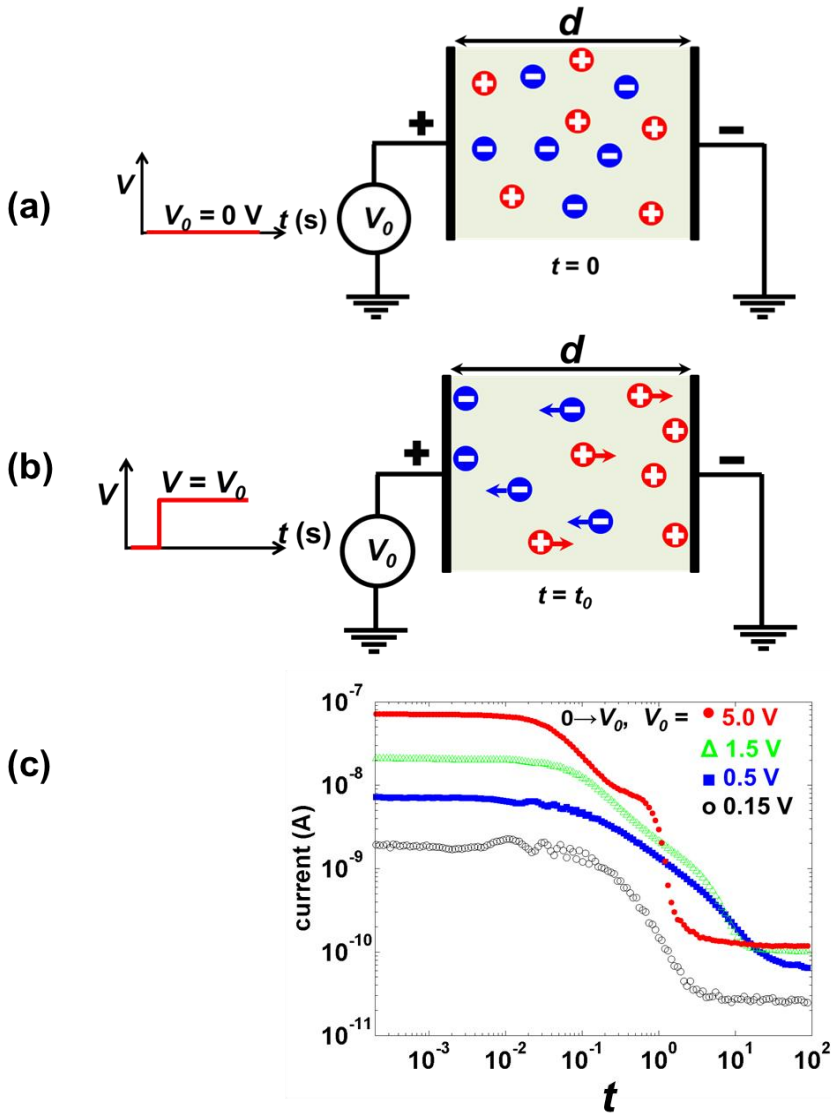 d
+
−
(a)
V
V₀ = 0 V
t (s)
V₀
t = 0
d
+
−
(b)
V
V = V₀
t (s)
V₀
t = t₀
(c)
10⁻⁷
10⁻⁸
10⁻⁹
10⁻¹⁰
10⁻¹¹
current (A)
0→V₀, V₀ =
5.0 V
1.5 V
0.5 V
0.15 V
10⁻³
10⁻²
10⁻¹
10⁰
10¹
10²
t